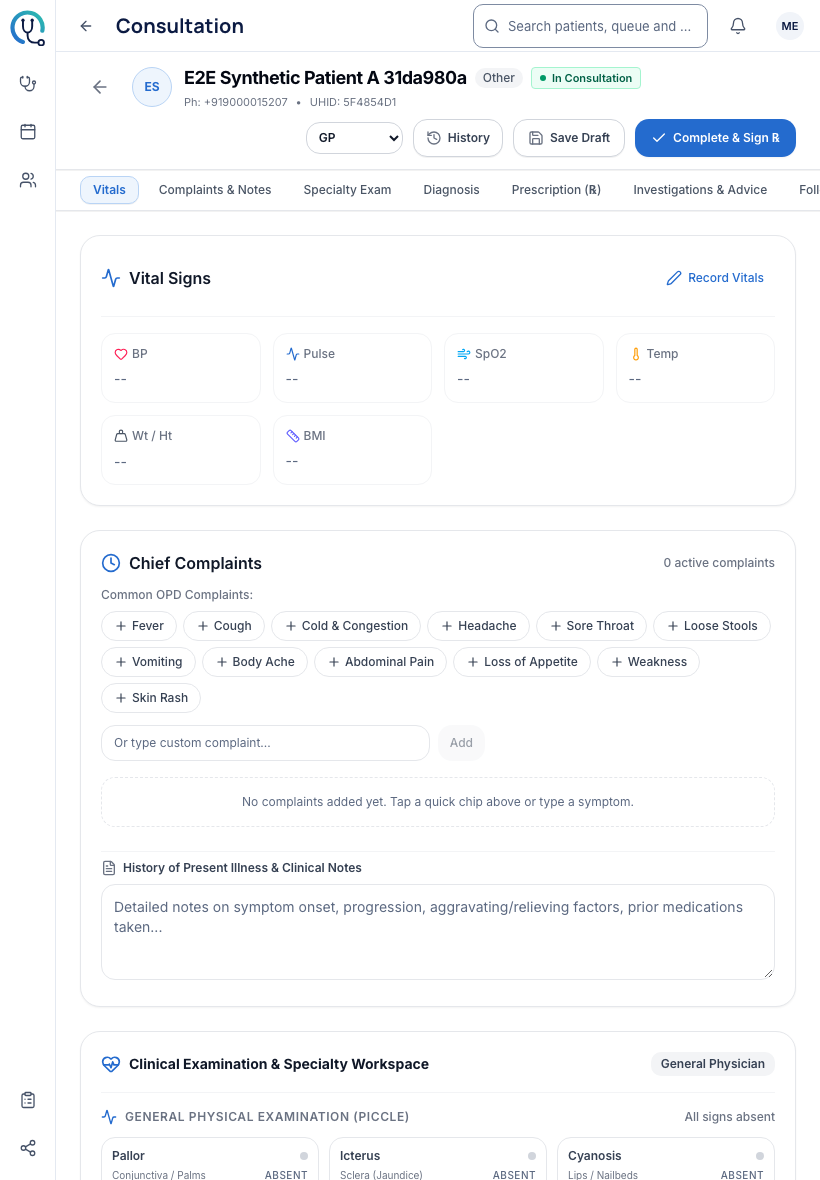 Consultation
Search patients, queue and ...
ME
ES
E2E Synthetic Patient A 31da980a
Other
In Consultation
Ph: +919000015207 • UHID: 5F4854D1
GP
History
Save Draft
Complete & Sign ℞
Vitals
Complaints & Notes
Specialty Exam
Diagnosis
Prescription (℞)
Investigations & Advice
Foll
Vital Signs
Record Vitals
BP
--
Pulse
--
SpO2
--
Temp
--
Wt / Ht
--
BMI
--
Chief Complaints
0 active complaints
Common OPD Complaints:
Fever
Cough
Cold & Congestion
Headache
Sore Throat
Loose Stools
Vomiting
Body Ache
Abdominal Pain
Loss of Appetite
Weakness
Skin Rash
Or type custom complaint...
Add
No complaints added yet. Tap a quick chip above or type a symptom.
History of Present Illness & Clinical Notes
Detailed notes on symptom onset, progression, aggravating/relieving factors, prior medications
taken...
Clinical Examination & Specialty Workspace
General Physician
GENERAL PHYSICAL EXAMINATION (PICCLE)
All signs absent
Pallor
Conjunctiva / Palms
ABSENT
Icterus
Sclera (Jaundice)
ABSENT
Cyanosis
Lips / Nailbeds
ABSENT